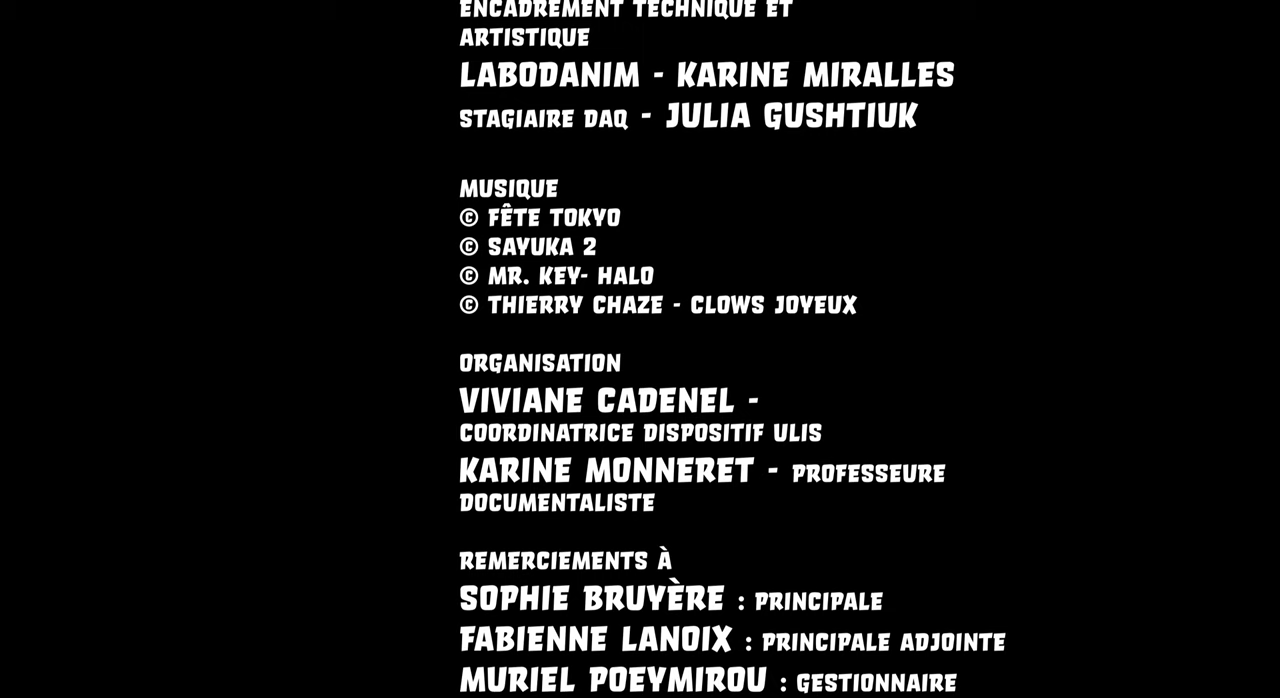 ENCADREMENT TECHNIQUE ET
ARTISTIQUE
LABODANIM - KARINE MIRALLES
STAGIAIRE DAQ - JULIA GUSHTIUK
MUSIQUE
© FÊTE TOKYO
© SAYUKA 2
© MR. KEY- HALO
© THIERRY CHAZE - CLOWS JOYEUX
ORGANISATION
VIVIANE CADENEL -
COORDINATRICE DISPOSITIF ULIS
KARINE MONNERET - PROFESSEURE
DOCUMENTALISTE
REMERCIEMENTS À
SOPHIE BRUYÈRE : PRINCIPALE
FABIENNE LANOIX : PRINCIPALE ADJOINTE
MURIEL POEYMIROU : GESTIONNAIRE